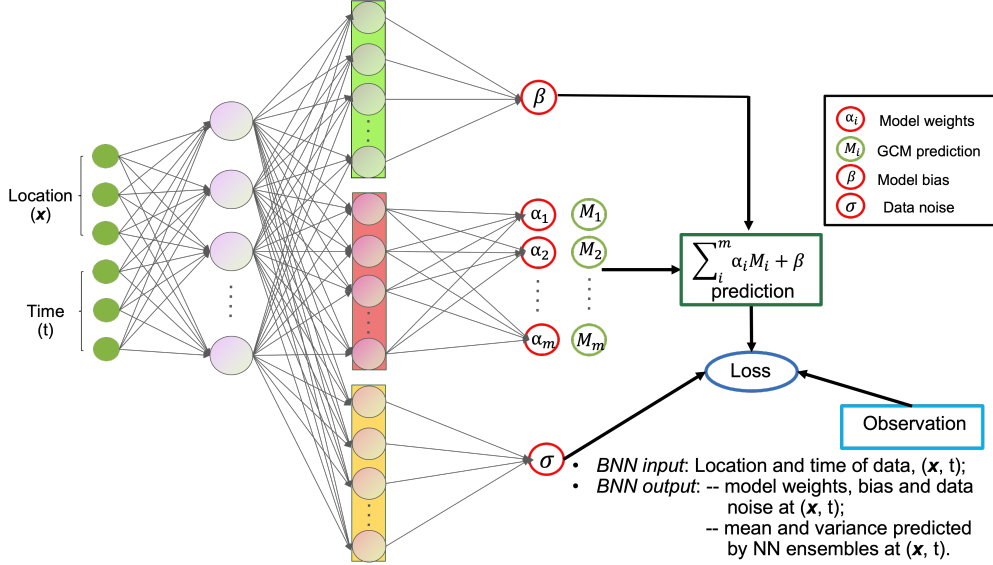 Location
(x)
Time
(t)
β
α1
α2
αm
M1
M2
Mm
σ
∑ᵢᵐ αᵢMᵢ + β
prediction
Loss
Observation
αᵢ Model weights
Mᵢ GCM prediction
β Model bias
σ Data noise
• BNN input: Location and time of data, (x, t);
• BNN output: -- model weights, bias and data
noise at (x, t);
-- mean and variance predicted
by NN ensembles at (x, t).